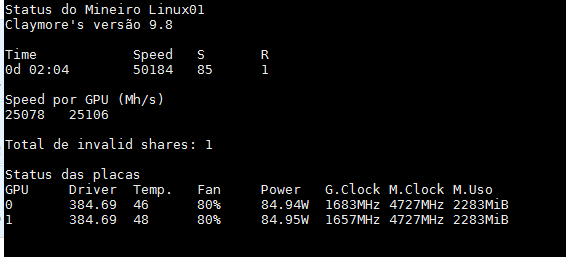 Status do Mineiro Linux01
Claymore's versão 9.8
Time Speed S R
0d 02:04 50184 85 1
Speed por GPU (Mh/s)
25078 25106
Total de invalid shares: 1
Status das placas
GPU Driver Temp. Fan Power G.Clock M.Clock M.Uso
0 384.69 46 80% 84.94W 1683MHz 4727MHz 2283MiB
1 384.69 48 80% 84.95W 1657MHz 4727MHz 2283MiB